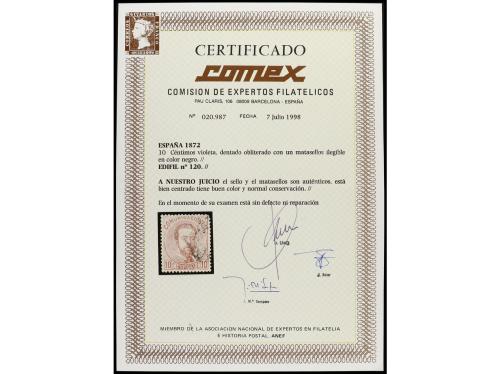 CERTIFICADO
comex
COMISION DE EXPERTOS FILATELICOS
PAU CLARIS, 106 08009 BARCELONA - ESPAÑA
Nº 020.987 FECHA 7 Julio 1998
ESPAÑA 1872
10 Céntimos violeta, dentado obliterado con un matasellos ilegible
en color negro. //
EDIFIL nº 120. //
A NUESTRO JUICIO el sello y el matasellos son auténticos, está
bien centrado tiene buen color y normal conservación. //
En el momento de su examen está sin defecto ni reparación
10 10
MIEMBRO DE LA ASOCIACION NACIONAL DE EXPERTOS EN FILATELIA
E HISTORIA POSTAL. ANEF